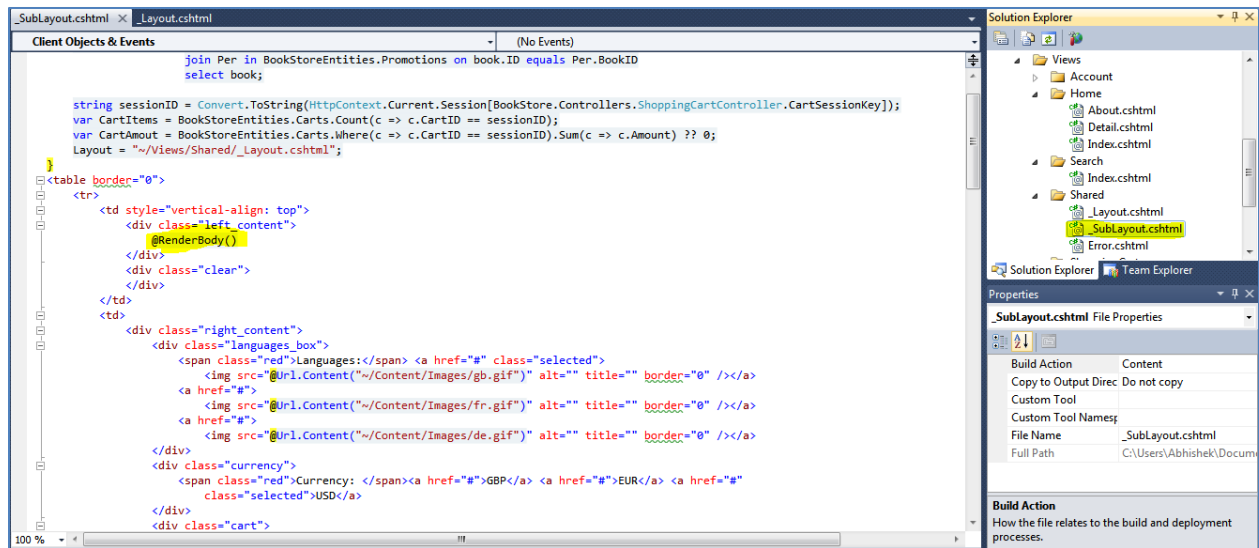 _SubLayout.cshtml × _Layout.cshtml
Client Objects & Events (No Events)
join Per in BookStoreEntities.Promotions on book.ID equals Per.BookID
select book;
string sessionID = Convert.ToString(HttpContext.Current.Session[BookStore.Controllers.ShoppingCartController.CartSessionKey]);
var CartItems = BookStoreEntities.Carts.Count(c => c.CartID == sessionID);
var CartAmout = BookStoreEntities.Carts.Where(c => c.CartID == sessionID).Sum(c => c.Amount) ?? 0;
Layout = "~/Views/Shared/_Layout.cshtml";
}
<table border="0">
<tr>
<td style="vertical-align: top">
<div class="left_content">
@RenderBody()
</div>
<div class="clear">
</div>
</td>
<td>
<div class="right_content">
<div class="languages_box">
<span class="red">Languages:</span> <a href="#" class="selected">
<img src="@Url.Content("~/Content/Images/gb.gif")" alt="" title="" border="0" /></a>
<a href="#">
<img src="@Url.Content("~/Content/Images/fr.gif")" alt="" title="" border="0" /></a>
<a href="#">
<img src="@Url.Content("~/Content/Images/de.gif")" alt="" title="" border="0" /></a>
</div>
<div class="currency">
<span class="red">Currency: </span><a href="#">GBP</a> <a href="#">EUR</a> <a href="#"
class="selected">USD</a>
</div>
<div class="cart">
100 %
Solution Explorer
Views
Account
Home
About.cshtml
Detail.cshtml
Index.cshtml
Search
Index.cshtml
Shared
_Layout.cshtml
_SubLayout.cshtml
Error.cshtml
Solution Explorer Team Explorer
Properties
_SubLayout.cshtml File Properties
Build Action Content
Copy to Output Direc Do not copy
Custom Tool
Custom Tool Namesp
File Name _SubLayout.cshtml
Full Path C:\Users\Abhishek\Docume
Build Action
How the file relates to the build and deployment
processes.